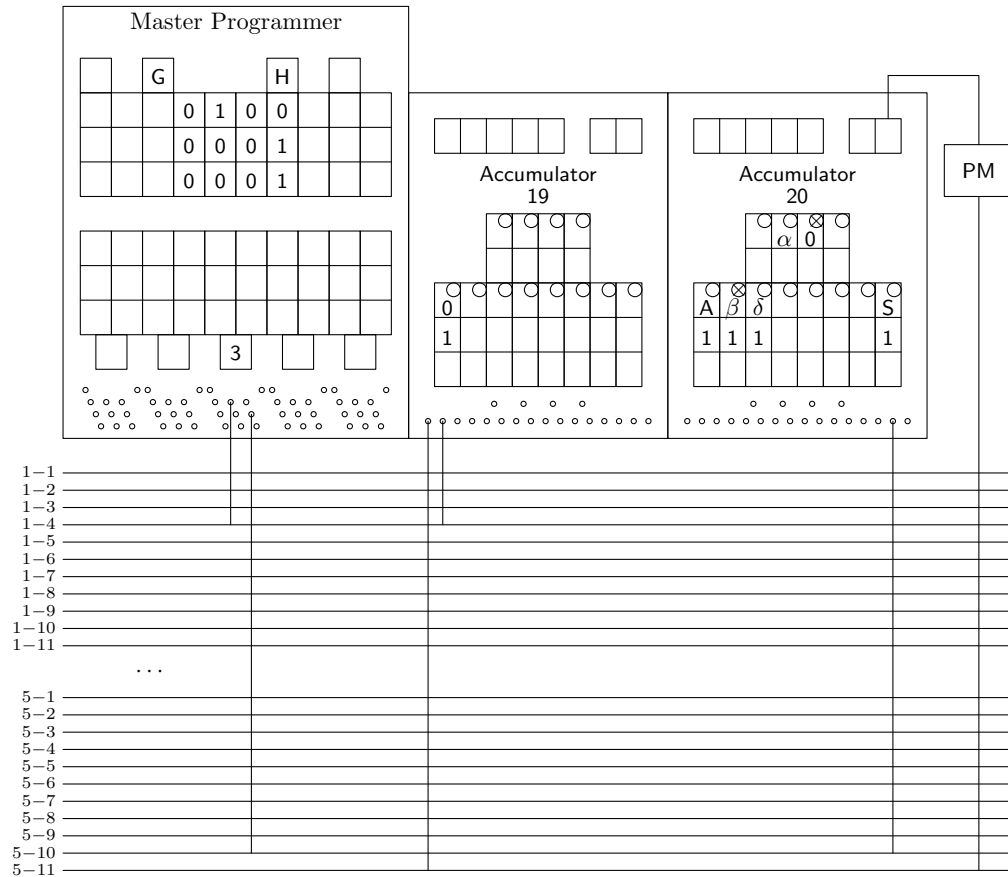 Master Programmer
G H
0 1 0 0
0 0 0 1
0 0 0 1
3
Accumulator
19
0
1
Accumulator
20
α 0
A β δ S
1 1 1 1
PM
1−1
1−2
1−3
1−4
1−5
1−6
1−7
1−8
1−9
1−10
1−11
...
5−1
5−2
5−3
5−4
5−5
5−6
5−7
5−8
5−9
5−10
5−11